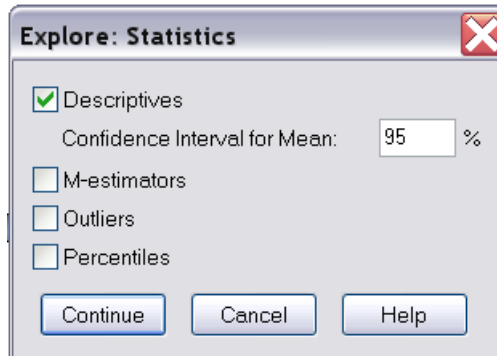 Explore: Statistics
Descriptives
Confidence Interval for Mean: 95 %
M-estimators
Outliers
Percentiles
Continue Cancel Help